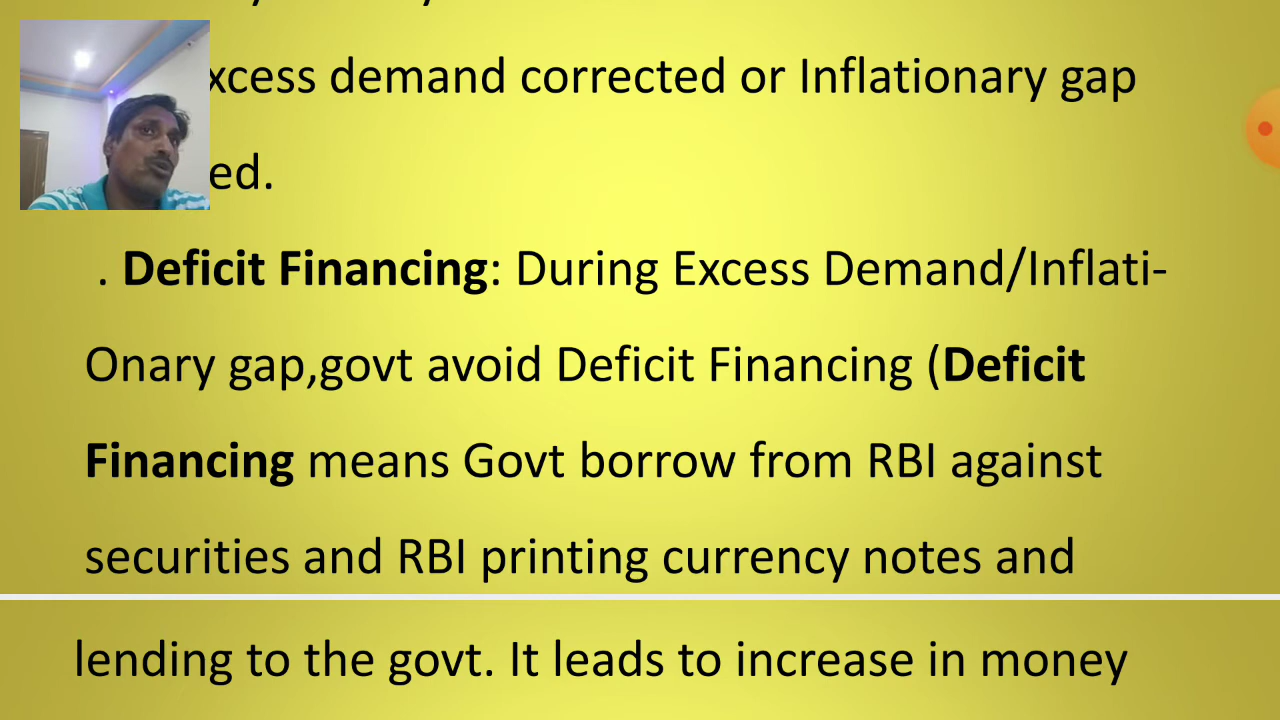 xcess demand corrected or Inflationary gap
ed.
. Deficit Financing: During Excess Demand/Inflati-
Onary gap,govt avoid Deficit Financing (Deficit
Financing means Govt borrow from RBI against
securities and RBI printing currency notes and
lending to the govt. It leads to increase in money